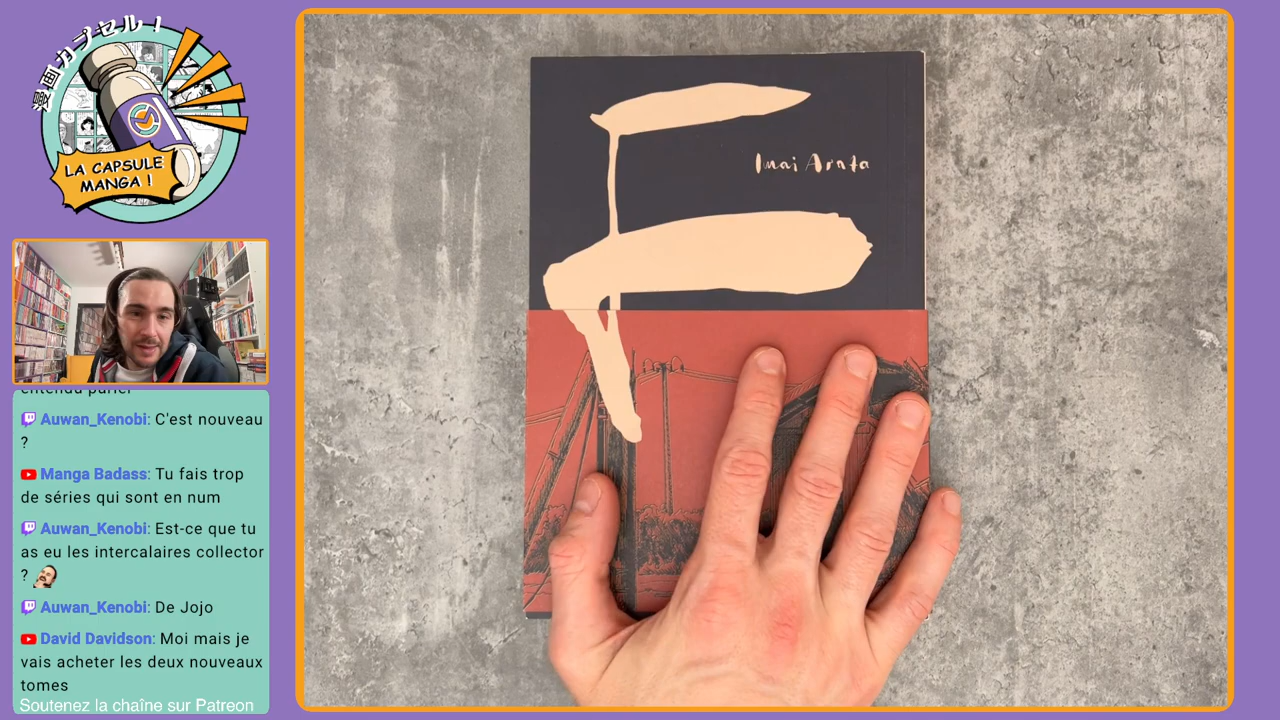 漫画カプセル！
LA CAPSULE
MANGA !
Imai Arata
entendu parler
Auwan_Kenobi: C'est nouveau
?
Manga Badass: Tu fais trop
de séries qui sont en num
Auwan_Kenobi: Est-ce que tu
as eu les intercalaires collector
?
Auwan_Kenobi: De Jojo
David Davidson: Moi mais je
vais acheter les deux nouveaux
tomes
Soutenez la chaîne sur Patreon